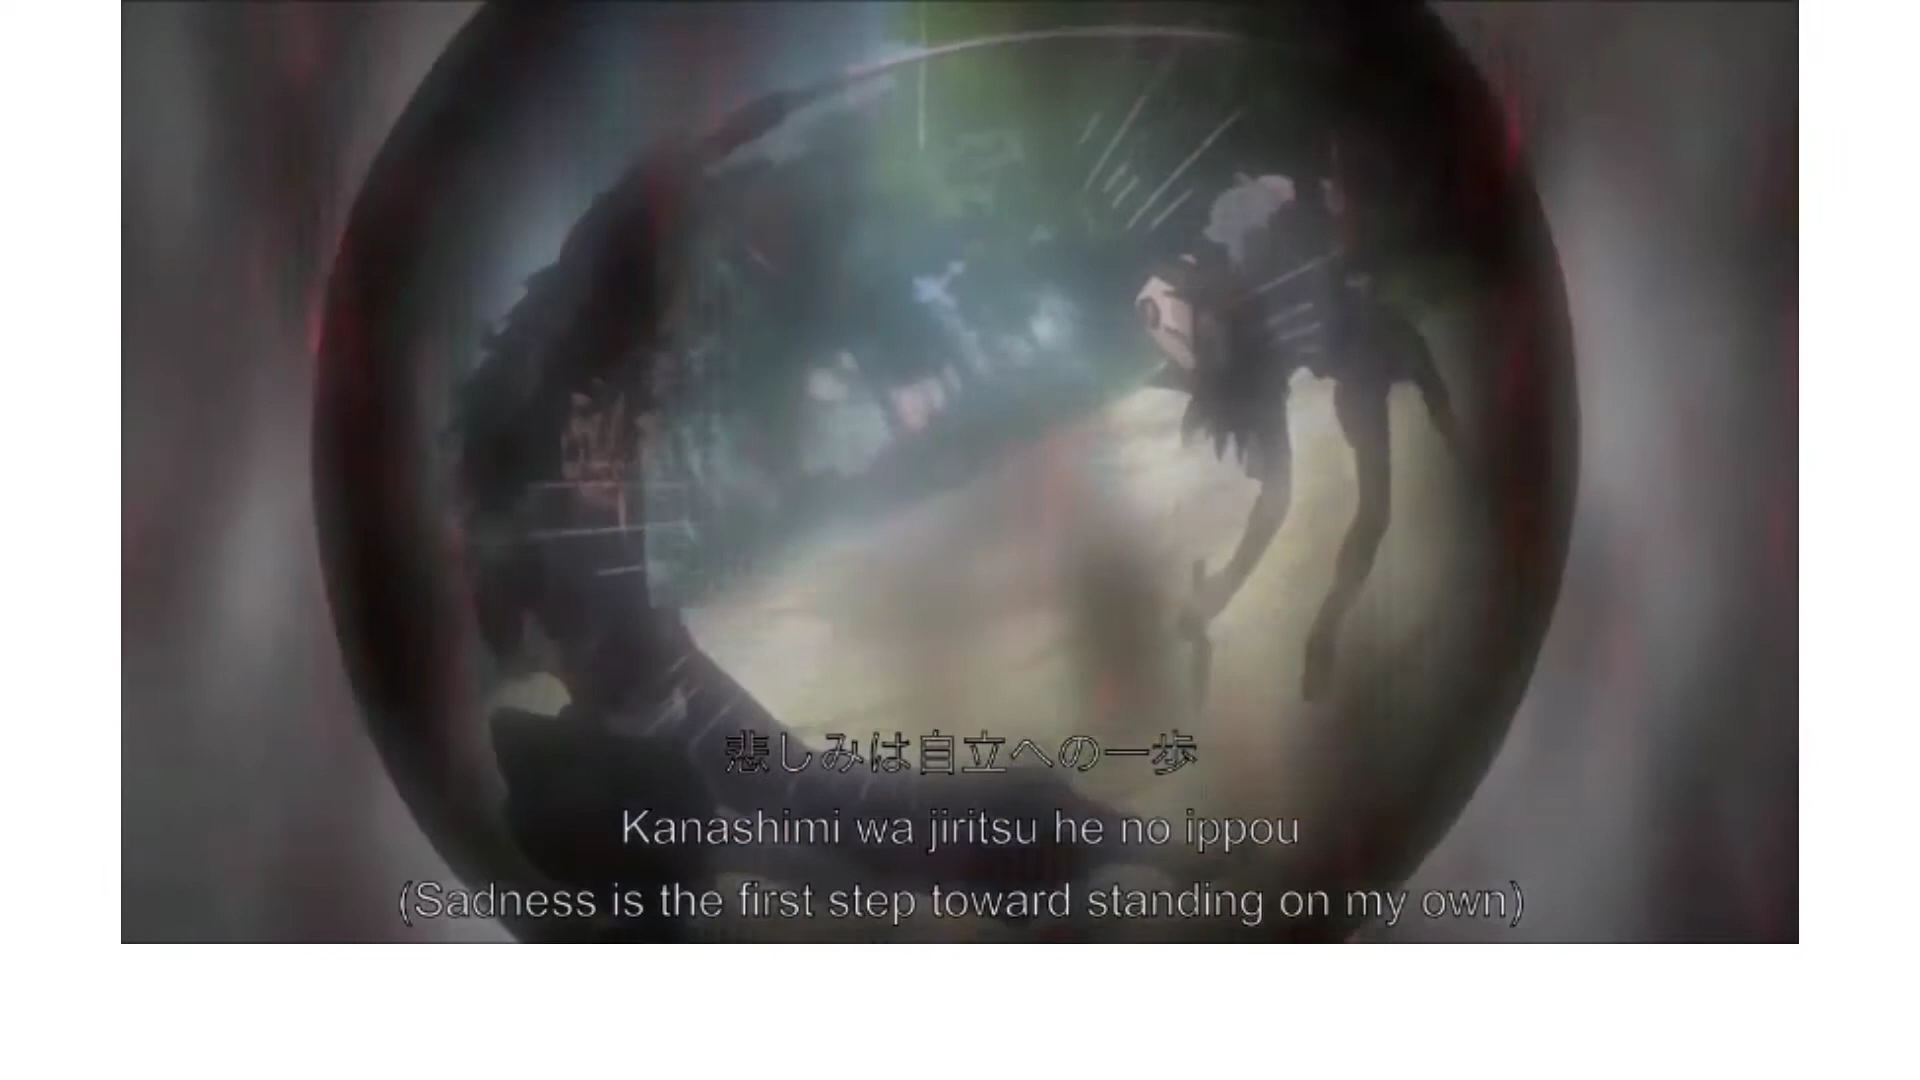 悲しみは自立への一歩
Kanashimi wa jiritsu he no ippou
(Sadness is the first step toward standing on my own)